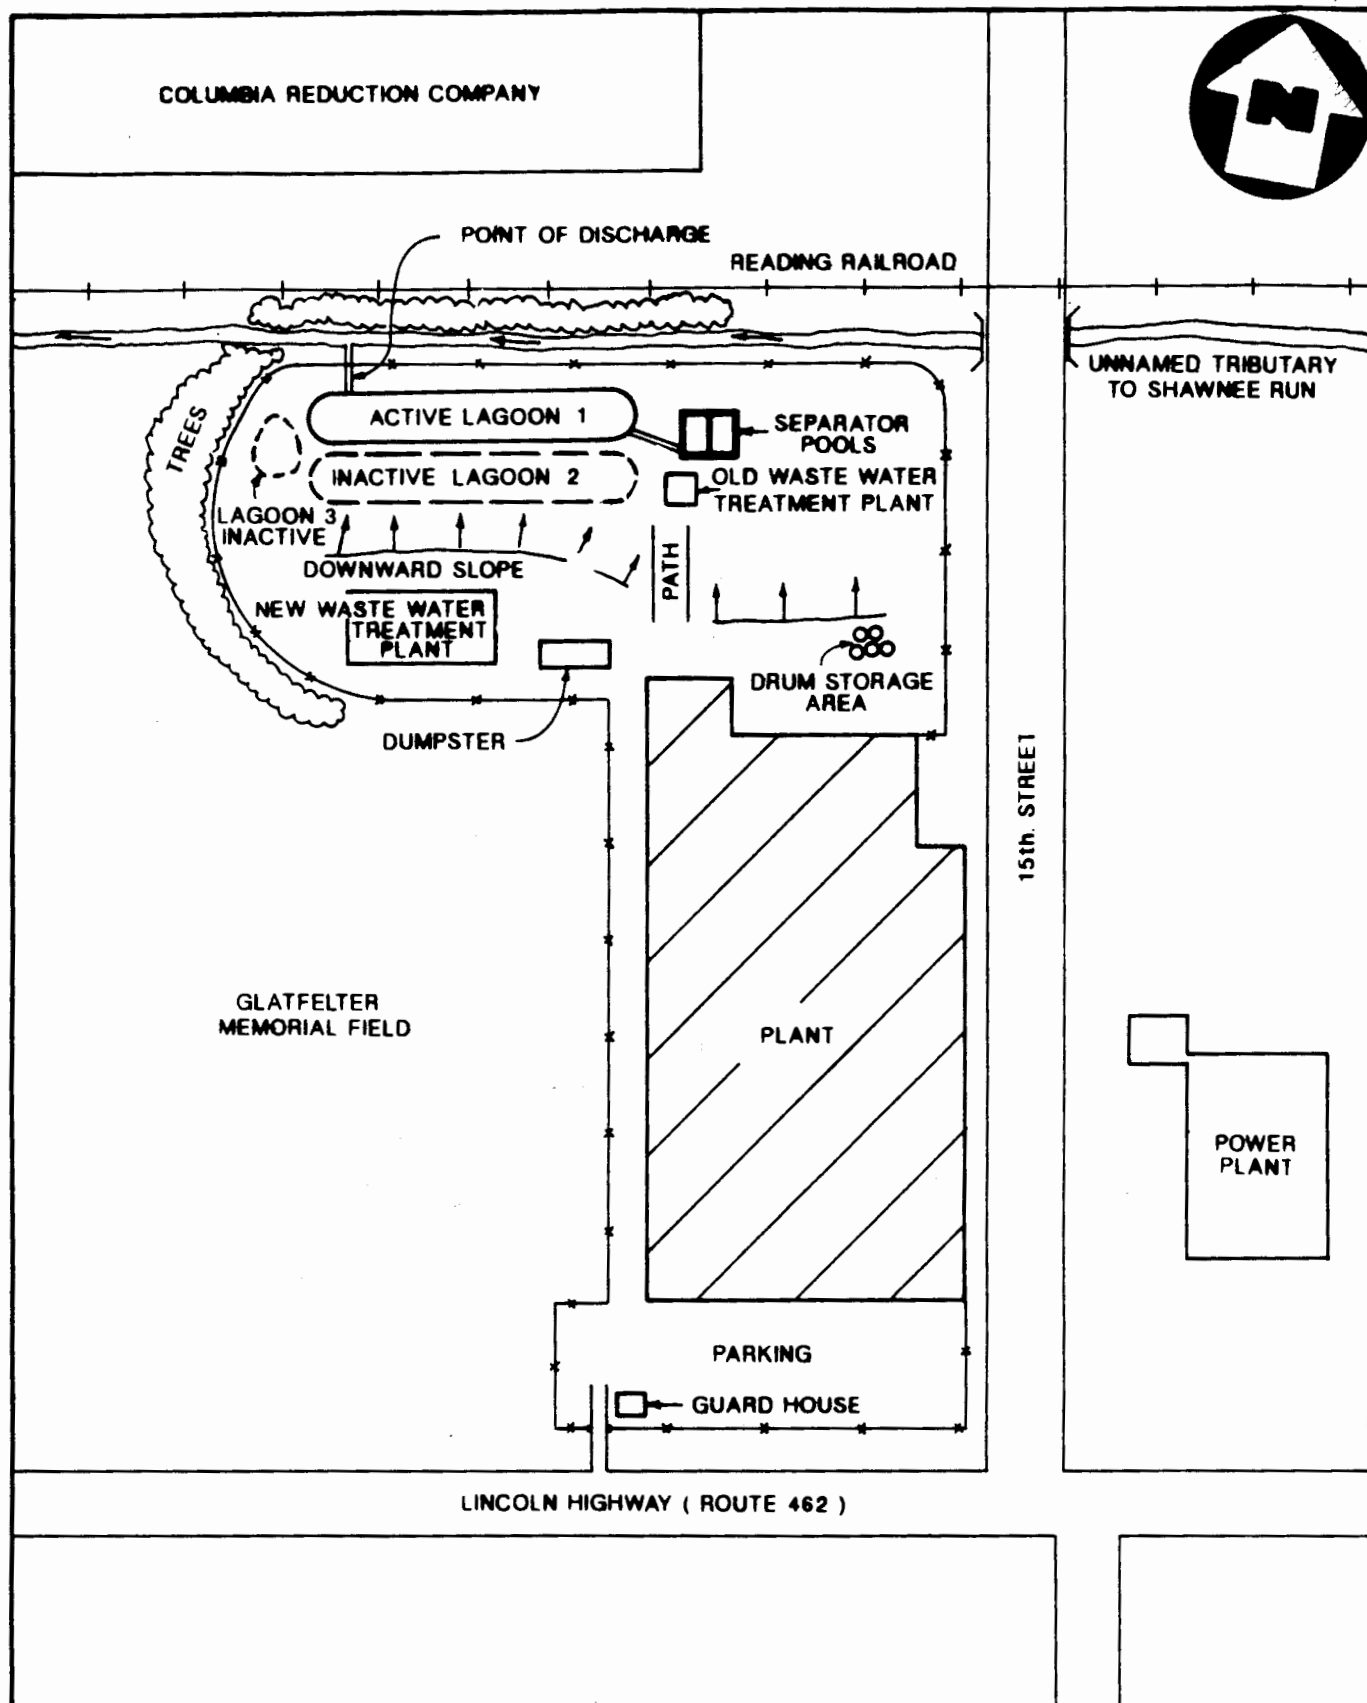 COLUMBIA REDUCTION COMPANY
N
POINT OF DISCHARGE
READING RAILROAD
UNNAMED TRIBUTARY
TO SHAWNEE RUN
TREES
ACTIVE LAGOON 1
SEPARATOR
POOLS
INACTIVE LAGOON 2
OLD WASTE WATER
TREATMENT PLANT
LAGOON 3
INACTIVE
DOWNWARD SLOPE
PATH
NEW WASTE WATER
TREATMENT
PLANT
DRUM STORAGE
AREA
DUMPSTER
15th. STREET
GLATFELTER
MEMORIAL FIELD
PLANT
POWER
PLANT
PARKING
GUARD HOUSE
LINCOLN HIGHWAY ( ROUTE 462 )